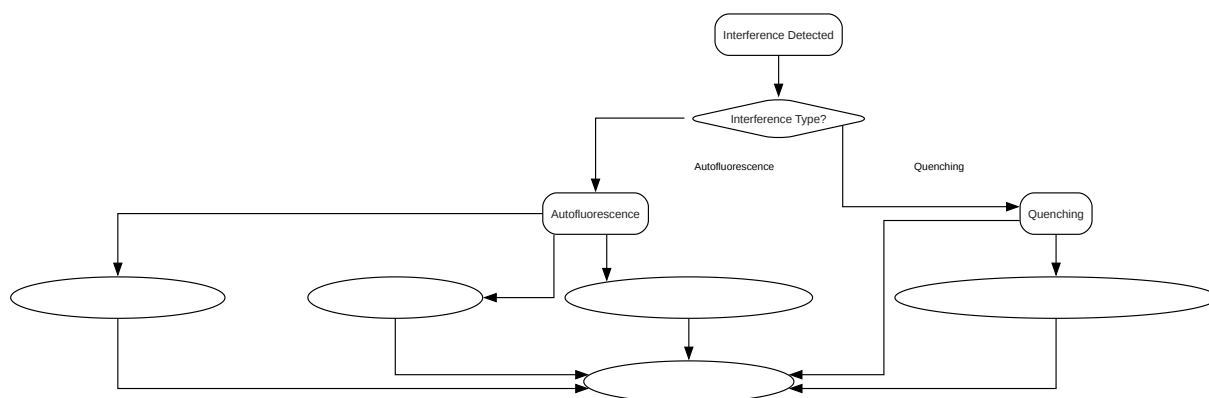 Interference Detected
Interference Type?
Autofluorescence
Quenching
Autofluorescence
Quenching